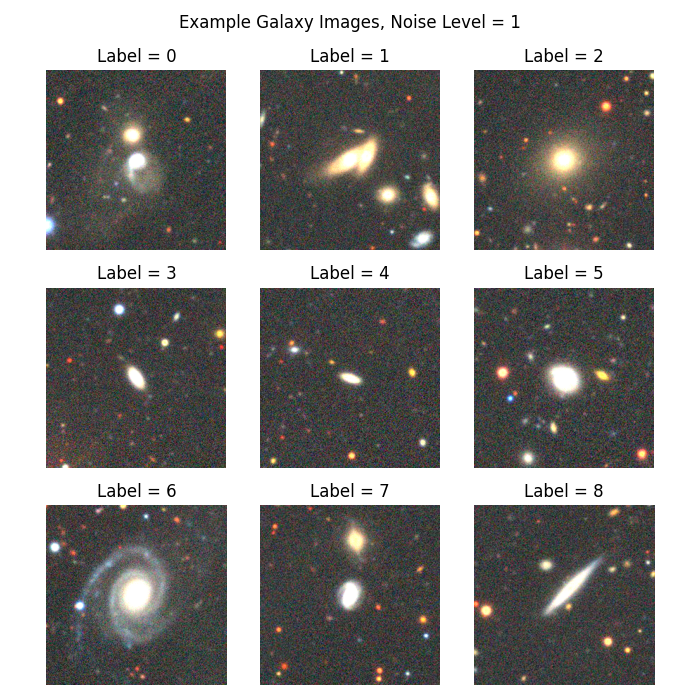 Example Galaxy Images, Noise Level = 1
Label = 0
Label = 1
Label = 2
Label = 3
Label = 4
Label = 5
Label = 6
Label = 7
Label = 8